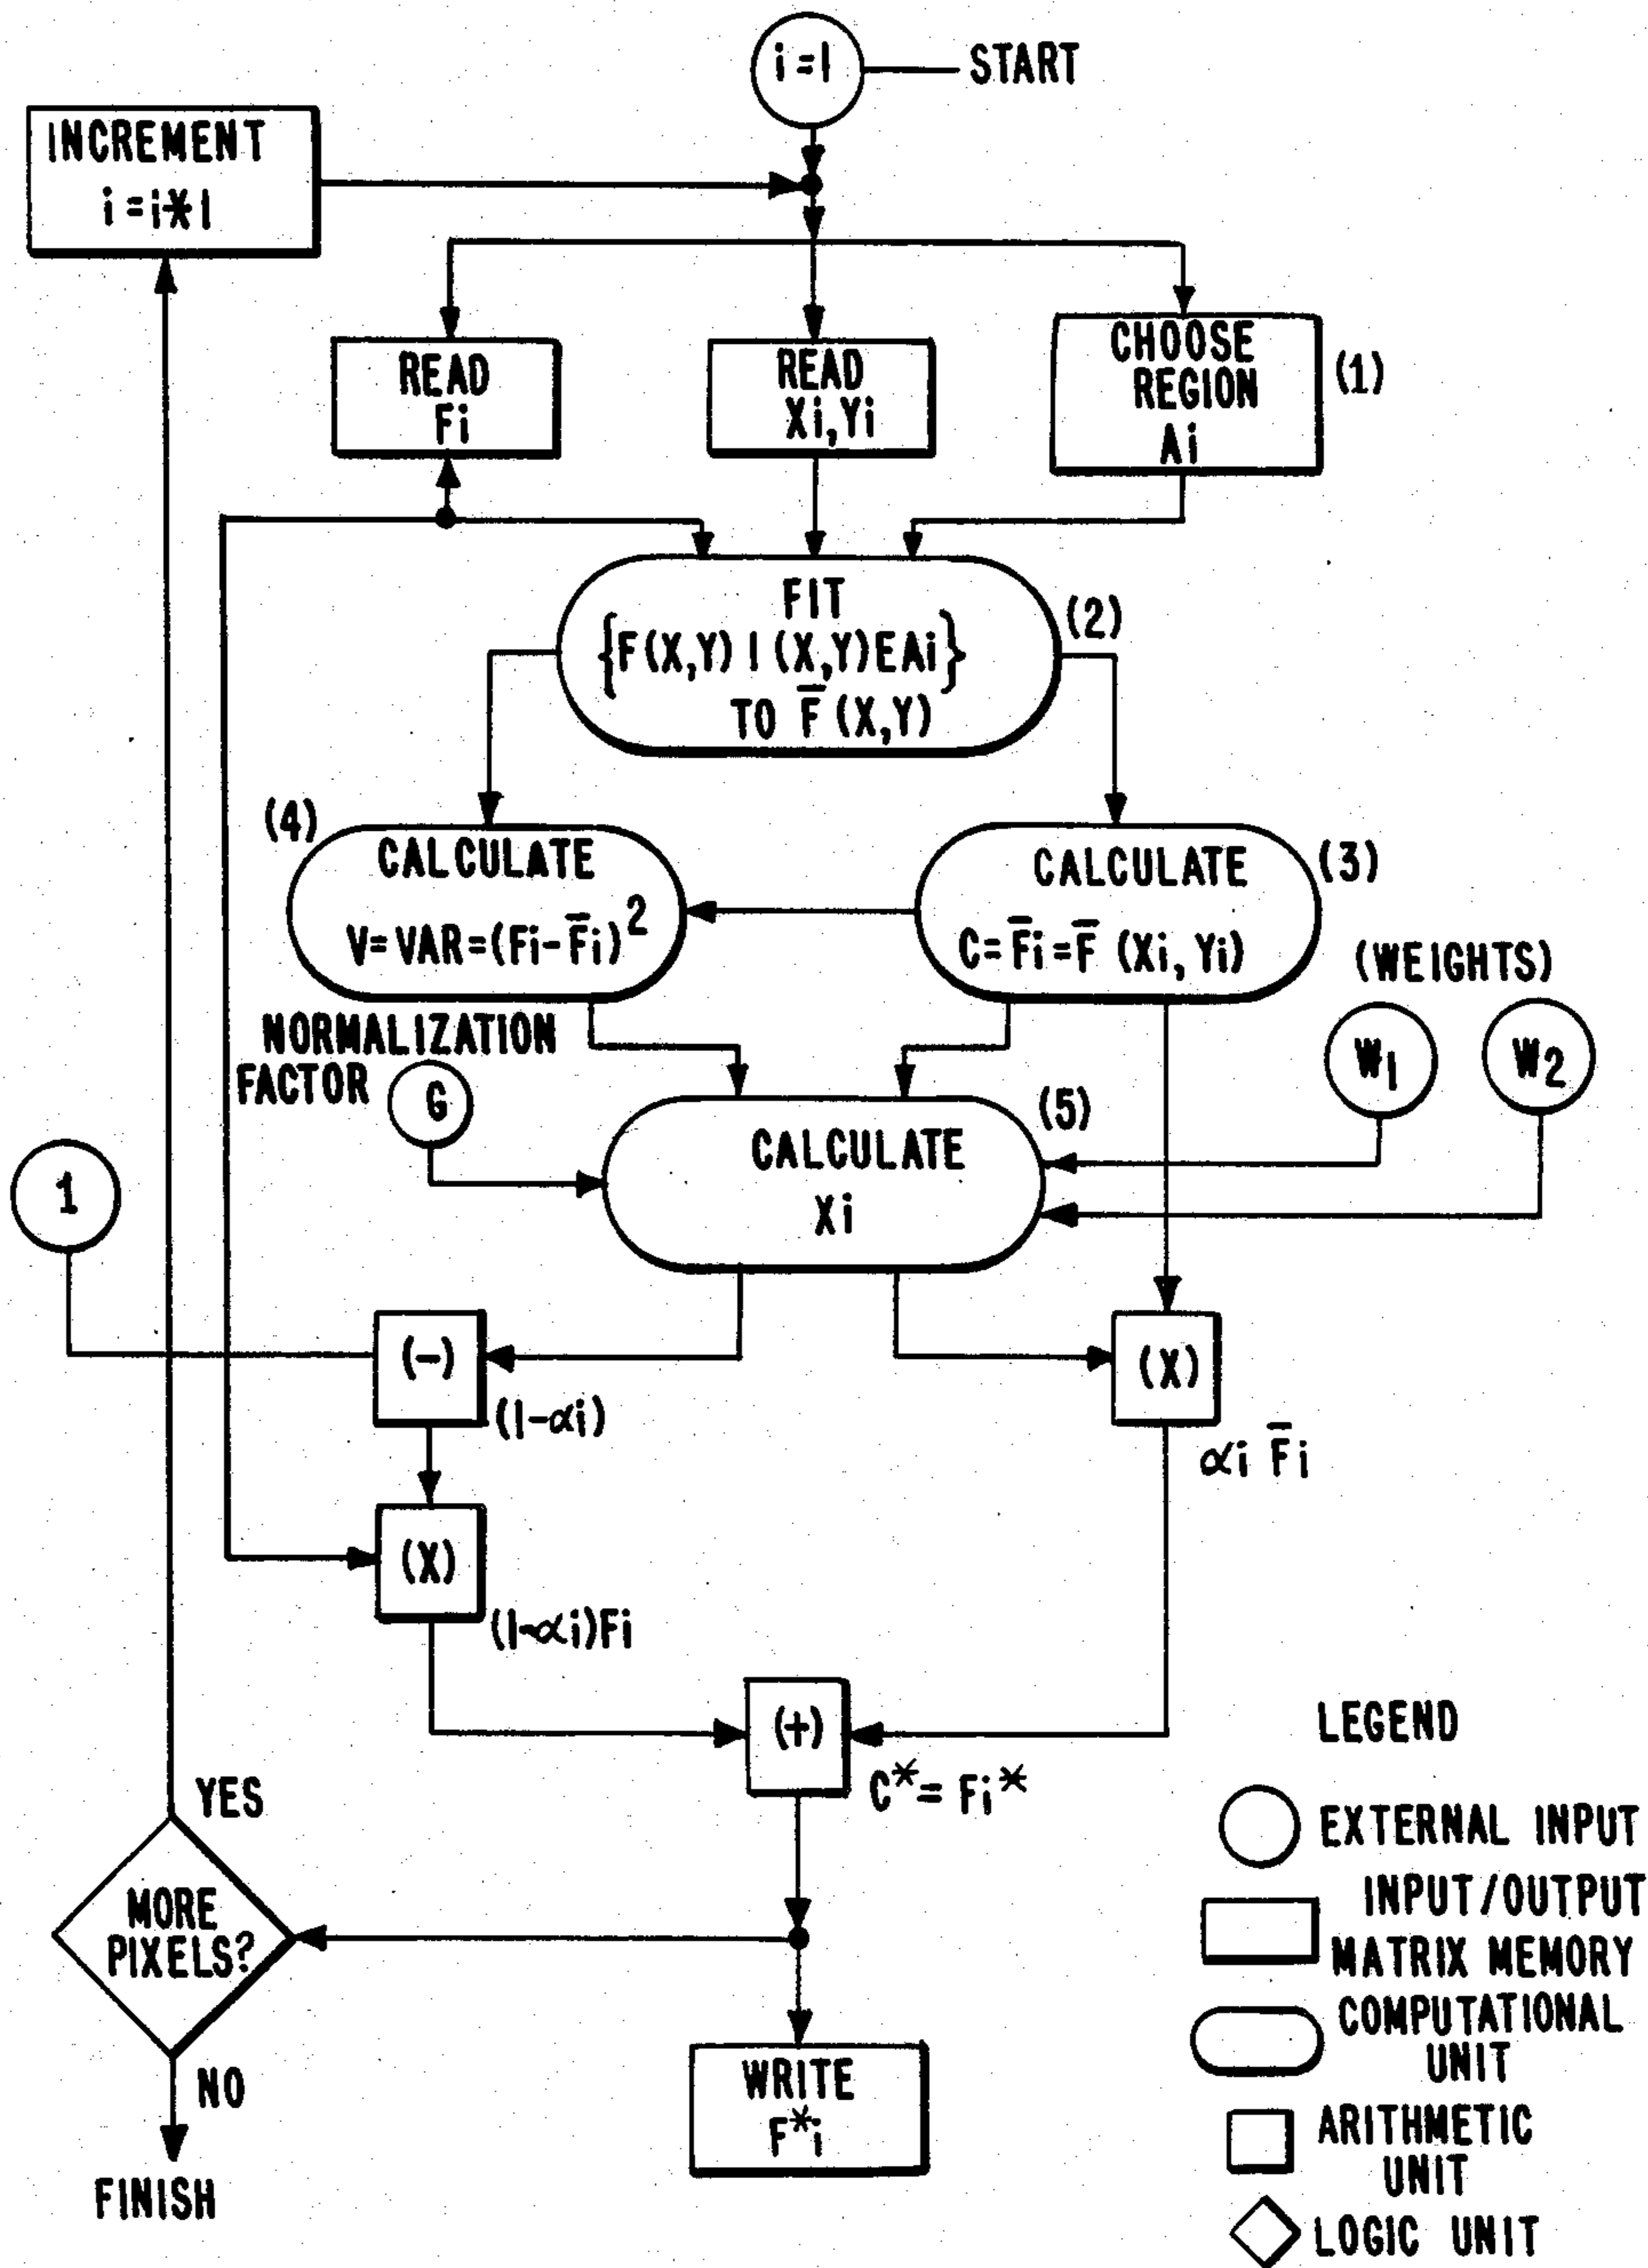 i=1
START
INCREMENT
i=i*1
READ
Fi
READ
Xi,Yi
CHOOSE
REGION
Ai
(1)
FIT
{F(X,Y) | (X,Y)EAi}
TO F̅ (X,Y)
(2)
(4)
CALCULATE
V=VAR=(Fi-F̅i)²
CALCULATE
C=F̅i=F̅ (Xi, Yi)
(3)
(WEIGHTS)
W1
W2
NORMALIZATION
FACTOR
G
CALCULATE
Xi
(5)
1
(-)
(1-αi)
(X)
αi F̅i
(X)
(1-αi)Fi
(+)
C*= Fi*
YES
MORE
PIXELS?
NO
FINISH
WRITE
F*i
LEGEND
EXTERNAL INPUT
INPUT/OUTPUT
MATRIX MEMORY
COMPUTATIONAL
UNIT
ARITHMETIC
UNIT
LOGIC UNIT